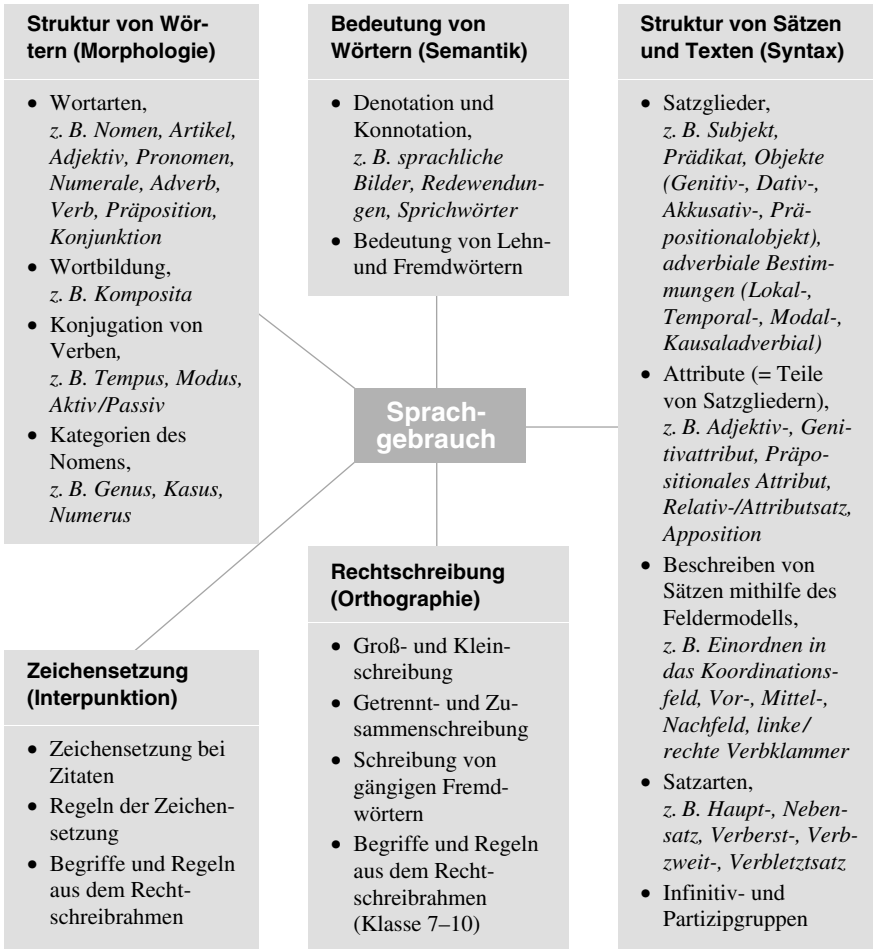 Struktur von Wör-
tern (Morphologie)
• Wortarten,
z. B. Nomen, Artikel,
Adjektiv, Pronomen,
Numerale, Adverb,
Verb, Präposition,
Konjunktion
• Wortbildung,
z. B. Komposita
• Konjugation von
Verben,
z. B. Tempus, Modus,
Aktiv/Passiv
• Kategorien des
Nomens,
z. B. Genus, Kasus,
Numerus
Bedeutung von
Wörtern (Semantik)
• Denotation und
Konnotation,
z. B. sprachliche
Bilder, Redewendun-
gen, Sprichwörter
• Bedeutung von Lehn-
und Fremdwörtern
Struktur von Sätzen
und Texten (Syntax)
• Satzglieder,
z. B. Subjekt,
Prädikat, Objekte
(Genitiv-, Dativ-,
Akkusativ-, Prä-
positionalobjekt),
adverbiale Bestim-
mungen (Lokal-,
Temporal-, Modal-,
Kausaladverbial)
• Attribute (= Teile
von Satzgliedern),
z. B. Adjektiv-, Geni-
tivattribut, Präpo-
sitionales Attribut,
Relativ-/Attributsatz,
Apposition
• Beschreiben von
Sätzen mithilfe des
Feldermodells,
z. B. Einordnen in
das Koordinations-
feld, Vor-, Mittel-,
Nachfeld, linke/
rechte Verbklammer
• Satzarten,
z. B. Haupt-, Neben-
satz, Verberst-, Verb-
zweit-, Verbletztsatz
• Infinitiv- und
Partizipgruppen
Sprach-
gebrauch
Zeichensetzung
(Interpunktion)
• Zeichensetzung bei
Zitaten
• Regeln der Zeichen-
setzung
• Begriffe und Regeln
aus dem Recht-
schreibrahmen
Rechtschreibung
(Orthographie)
• Groß- und Klein-
schreibung
• Getrennt- und Zu-
sammenschreibung
• Schreibung von
gängigen Fremd-
wörtern
• Begriffe und Regeln
aus dem Recht-
schreibrahmen
(Klasse 7–10)